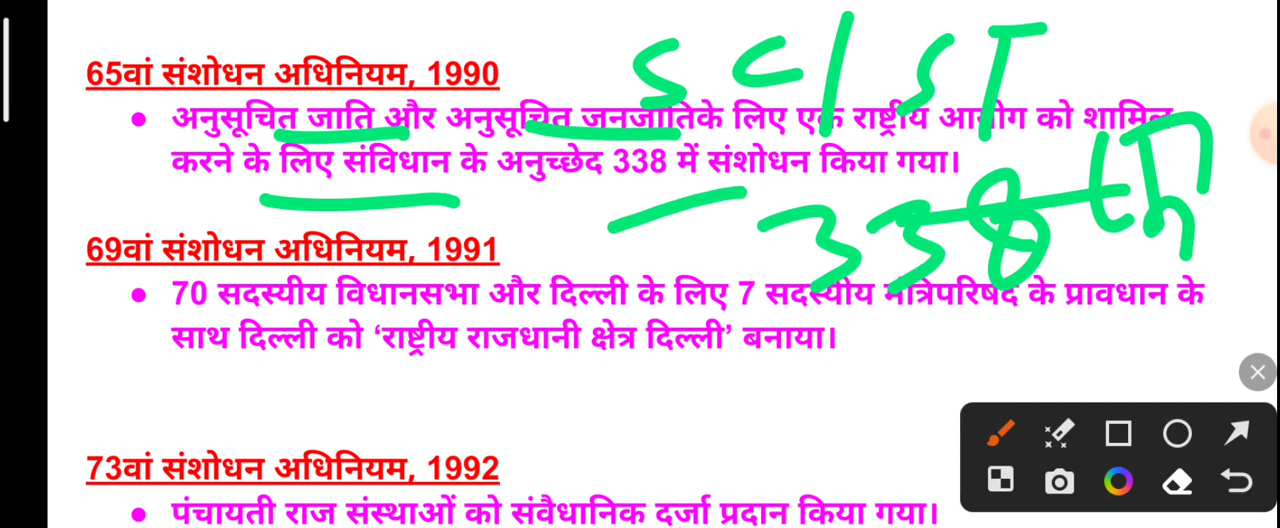 SC/ST
65वां संशोधन अधिनियम, 1990
अनुसूचित जाति और अनुसूचित जनजातिके लिए एक राष्ट्रीय आयोग को शामिल
करने के लिए संविधान के अनुच्छेद 338 में संशोधन किया गया।
338 th
69वां संशोधन अधिनियम, 1991
70 सदस्यीय विधानसभा और दिल्ली के लिए 7 सदस्यीय मंत्रिपरिषद के प्रावधान के
साथ दिल्ली को ‘राष्ट्रीय राजधानी क्षेत्र दिल्ली’ बनाया।
73वां संशोधन अधिनियम, 1992
पंचायती राज संस्थाओं को संवैधानिक दर्जा प्रदान किया गया।